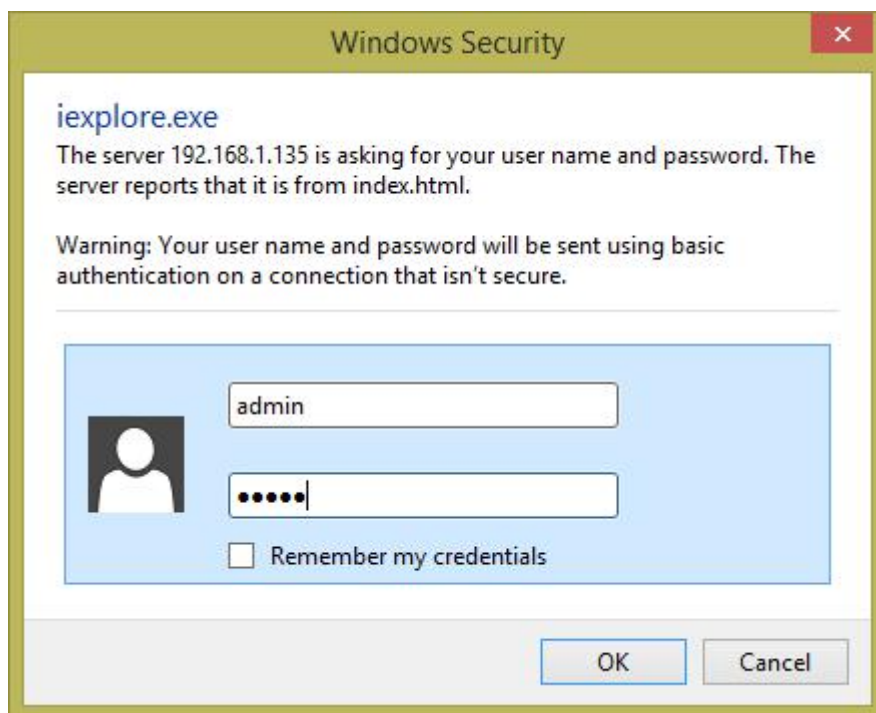 Windows Security
iexplore.exe
The server 192.168.1.135 is asking for your user name and password. The
server reports that it is from index.html.
Warning: Your user name and password will be sent using basic
authentication on a connection that isn't secure.
admin
●●●●●
Remember my credentials
OK Cancel